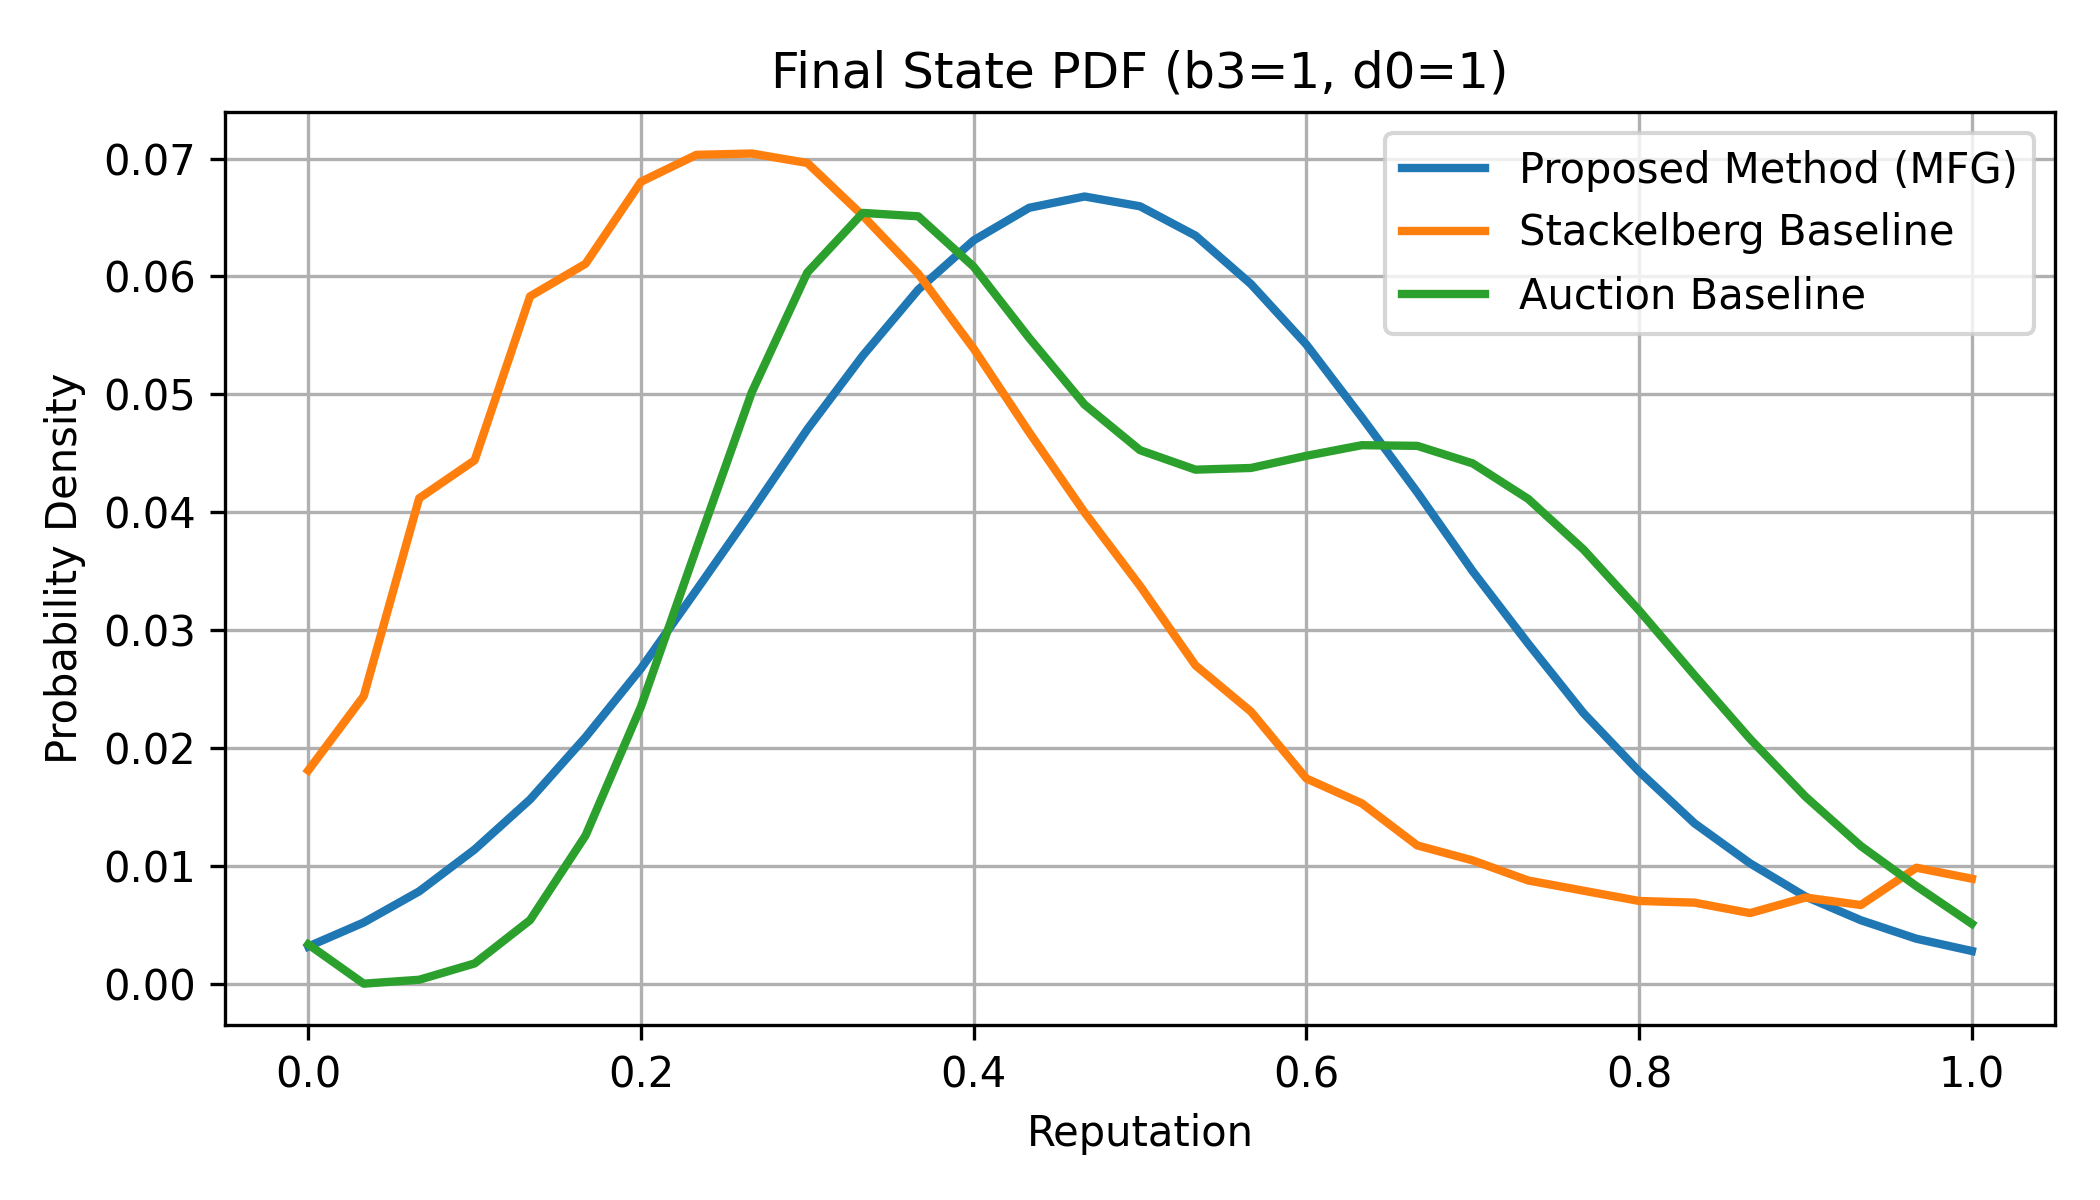 Final State PDF (b3=1, d0=1)
Proposed Method (MFG)
Stackelberg Baseline
Auction Baseline
Probability Density
0.07
0.06
0.05
0.04
0.03
0.02
0.01
0.00
0.0 0.2 0.4 0.6 0.8 1.0
Reputation